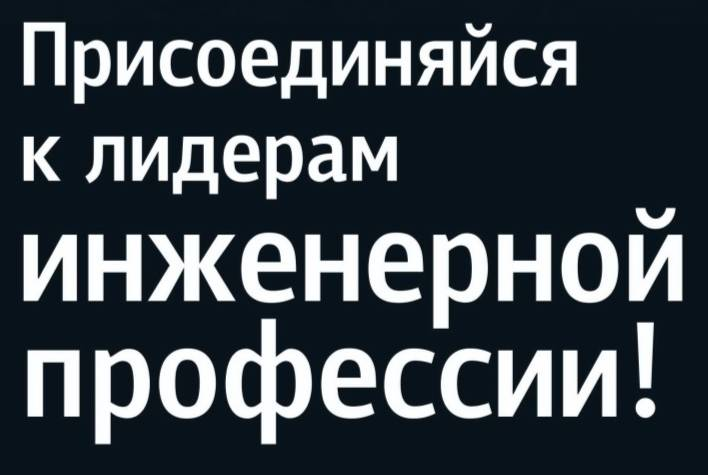 Присоединяйся
к лидерам
инженерной
профессии!